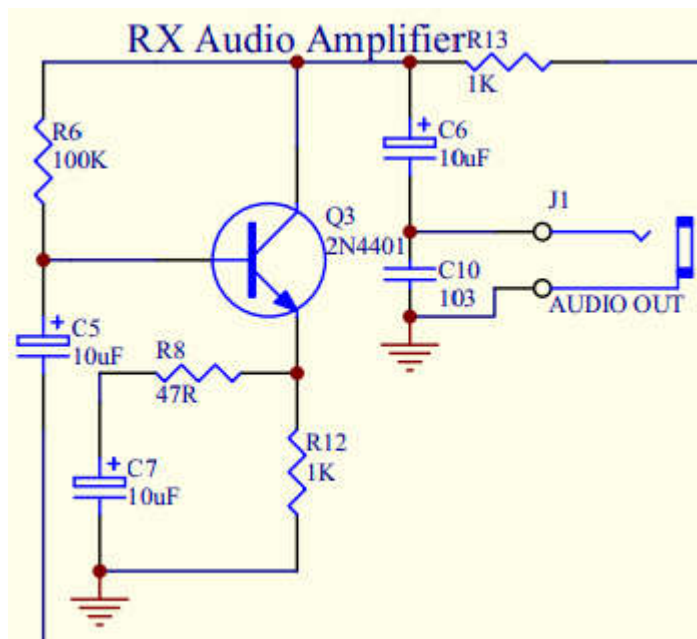 RX Audio Amplifier
R13
1K
R6
100K
C6
10uF
Q3
2N4401
J1
C10
103
AUDIO OUT
C5
10uF
R8
47R
R12
1K
C7
10uF